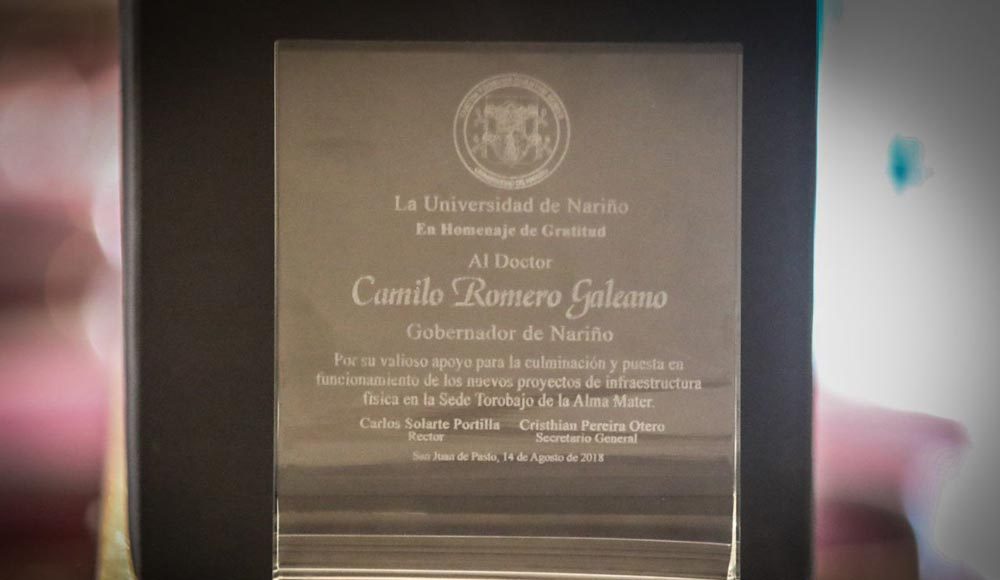 La Universidad de Nariño
En Homenaje de Gratitud
Al Doctor
Camilo Romero Galeano
Gobernador de Nariño
Por su valioso apoyo para la culminación y puesta en
funcionamiento de los nuevos proyectos de infraestructura
física en la Sede Torobajo de la Alma Mater.
Carlos Solarte Portilla Cristhian Pereira Otero
Rector Secretario General
San Juan de Pasto, 14 de Agosto de 2018